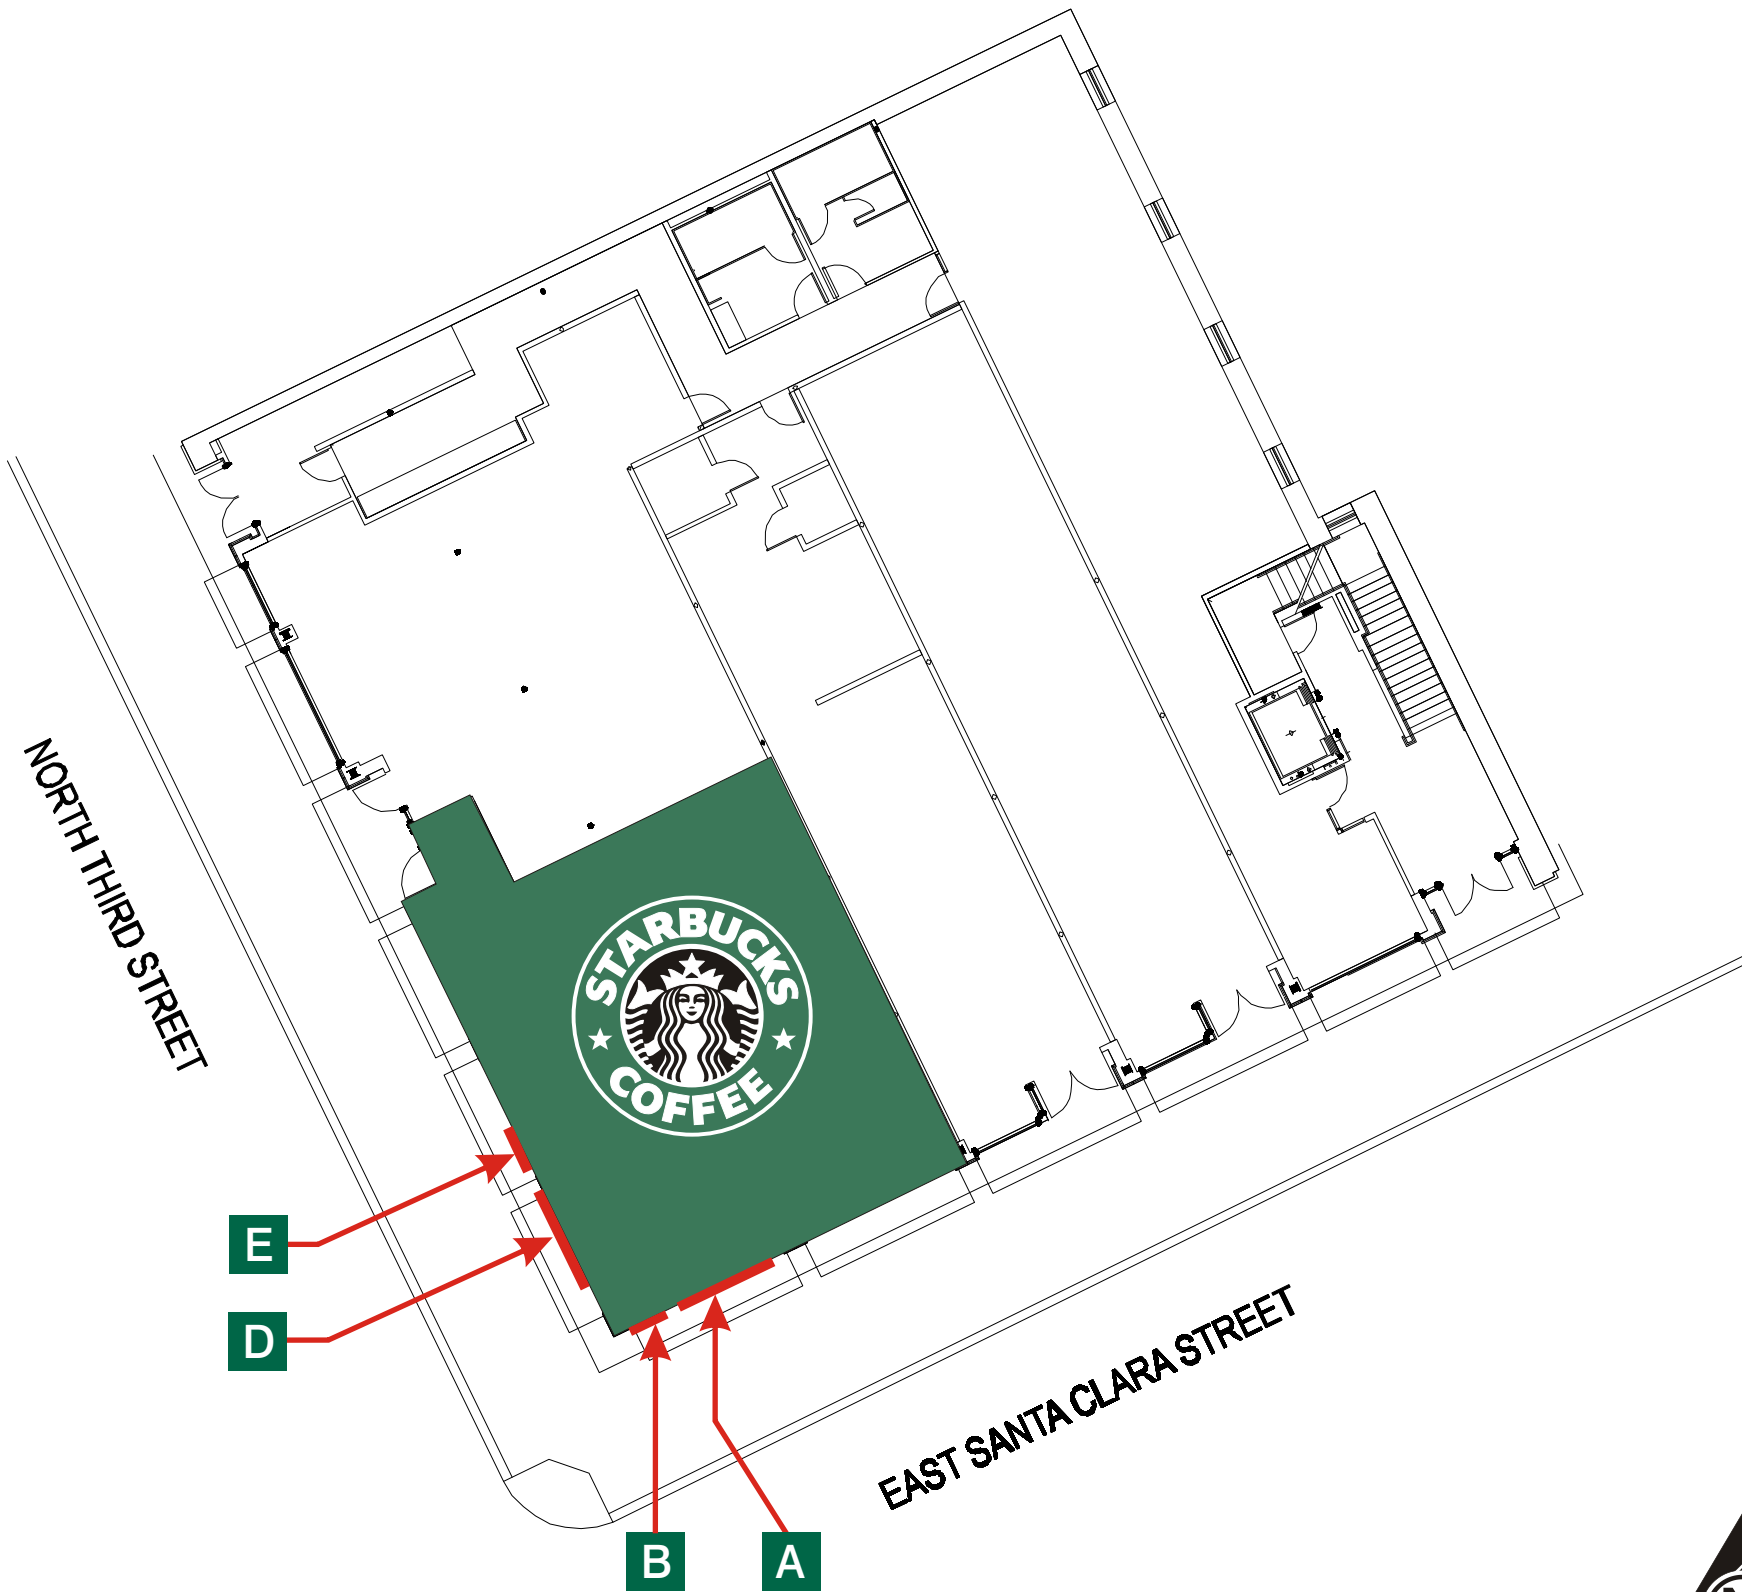 NORTH THIRD STREET
STARBUCKS
COFFEE
E
D
EAST SANTA CLARA STREET
B
A